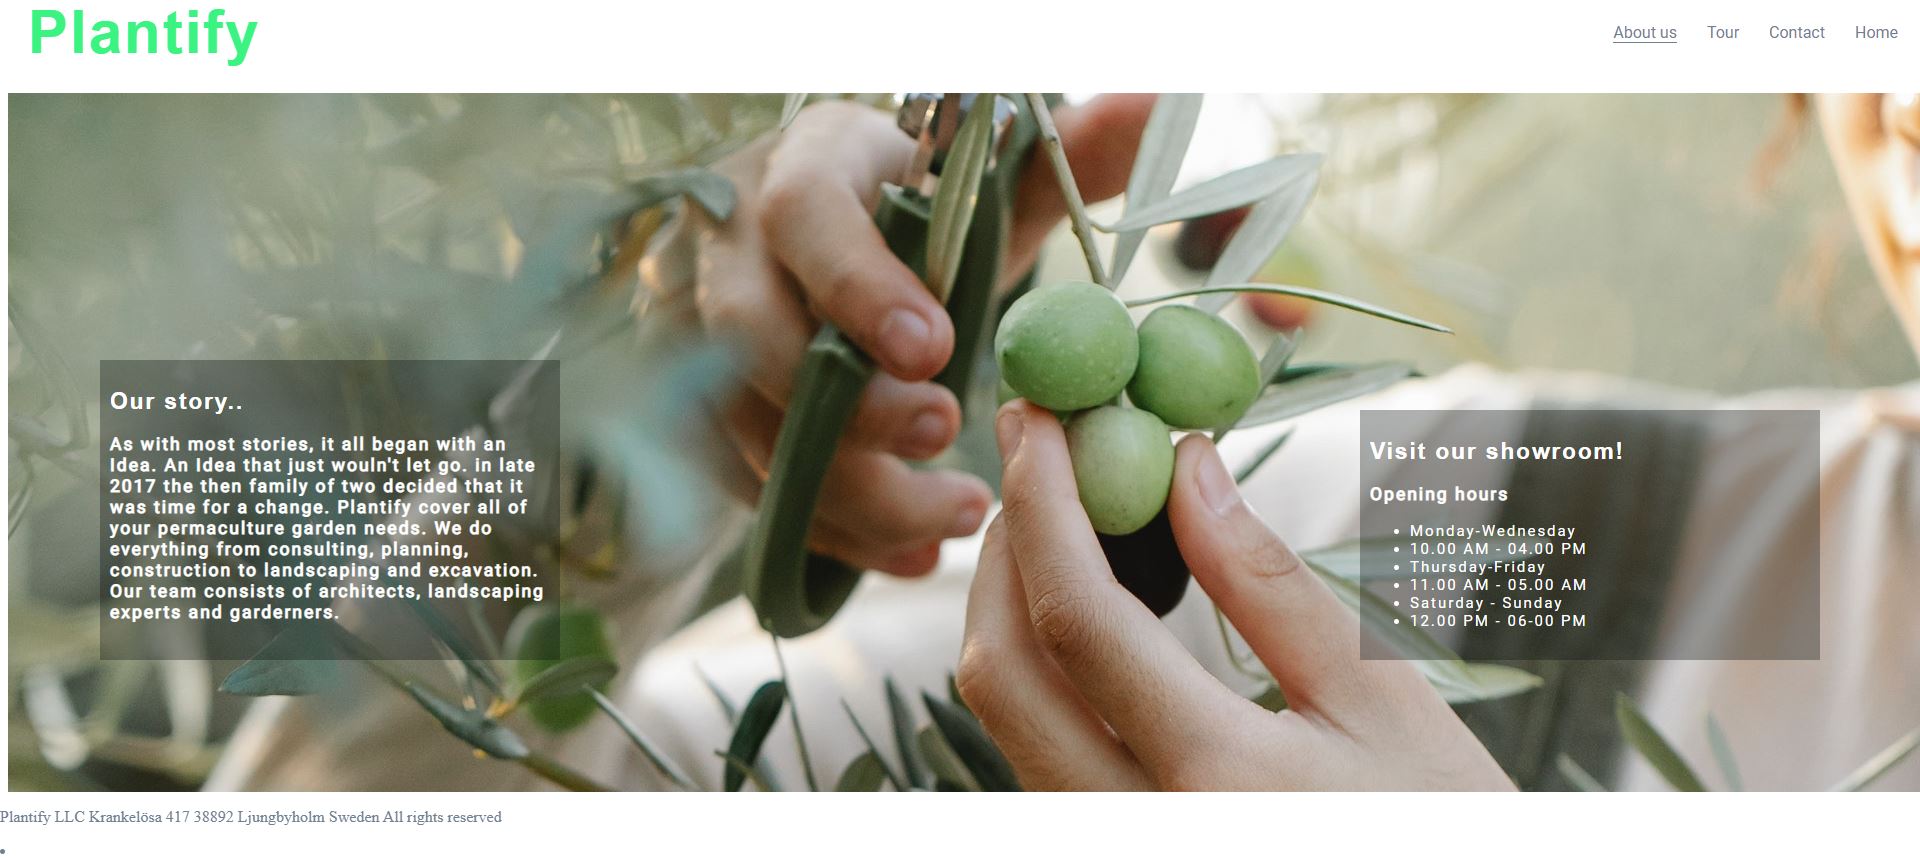 Plantify
About us Tour Contact Home
Our story..
As with most stories, it all began with an
Idea. An Idea that just wouln't let go. in late
2017 the then family of two decided that it
was time for a change. Plantify cover all of
your permaculture garden needs. We do
everything from consulting, planning,
construction to landscaping and excavation.
Our team consists of architects, landscaping
experts and garderners.
Visit our showroom!
Opening hours
• Monday-Wednesday
• 10.00 AM - 04.00 PM
• Thursday-Friday
• 11.00 AM - 05.00 AM
• Saturday - Sunday
• 12.00 PM - 06-00 PM
Plantify LLC Krankelösa 417 38892 Ljungbyholm Sweden All rights reserved